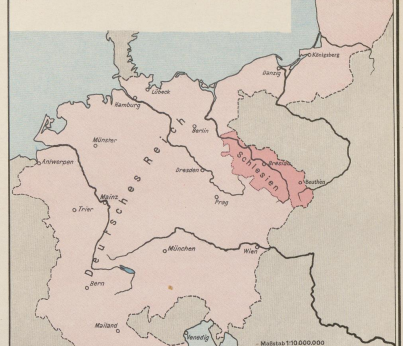 Königsberg
Danzig
Lübeck
Hamburg
Berlin
Münster
Breslau
Schlesien
Antwerpen
Dresden
Beuthen
Deutsches Reich
Mainz
Prag
Trier
München
Wien
Bern
Mailand
Venedig
Maßstab 1:10.000.000